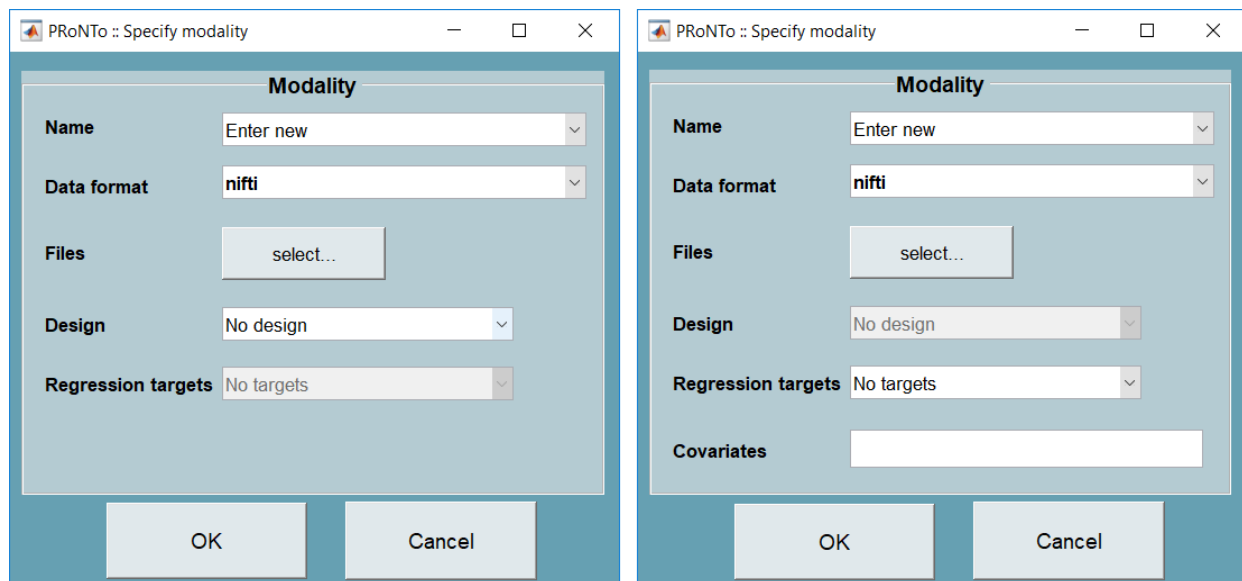 PRoNTo :: Specify modality
Modality
Name
Enter new
Data format
nifti
Files
select...
Design
No design
Regression targets
No targets
OK
Cancel
PRoNTo :: Specify modality
Modality
Name
Enter new
Data format
nifti
Files
select...
Design
No design
Regression targets
No targets
Covariates
OK
Cancel